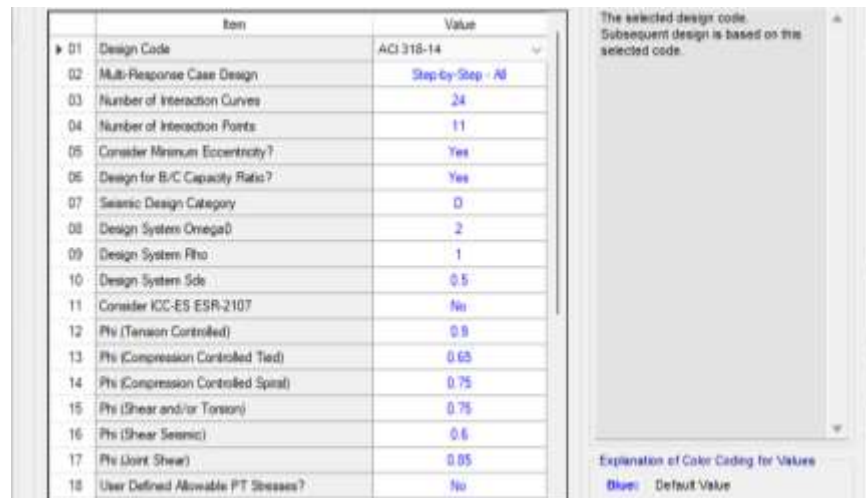 Item Value
01 Design Code ACI 318-14
02 Multi-Response Case Design Step-by-Step - All
03 Number of Interaction Curves 24
04 Number of Interaction Points 11
05 Consider Minimum Eccentricity? Yes
06 Design for B/C Capacity Ratio? Yes
07 Seismic Design Category D
08 Design System Omega0 2
09 Design System Rho 1
10 Design System Sds 0.5
11 Consider ICC-ES ESR-2107 No
12 Phi (Tension Controlled) 0.9
13 Phi (Compression Controlled Tied) 0.65
14 Phi (Compression Controlled Spiral) 0.75
15 Phi (Shear and/or Torsion) 0.75
16 Phi (Shear Seismic) 0.6
17 Phi (Joint Shear) 0.85
18 User Defined Allowable PT Stresses? No
The selected design code.
Subsequent design is based on this
selected code.
Explanation of Color Coding for Values
Blue: Default Value